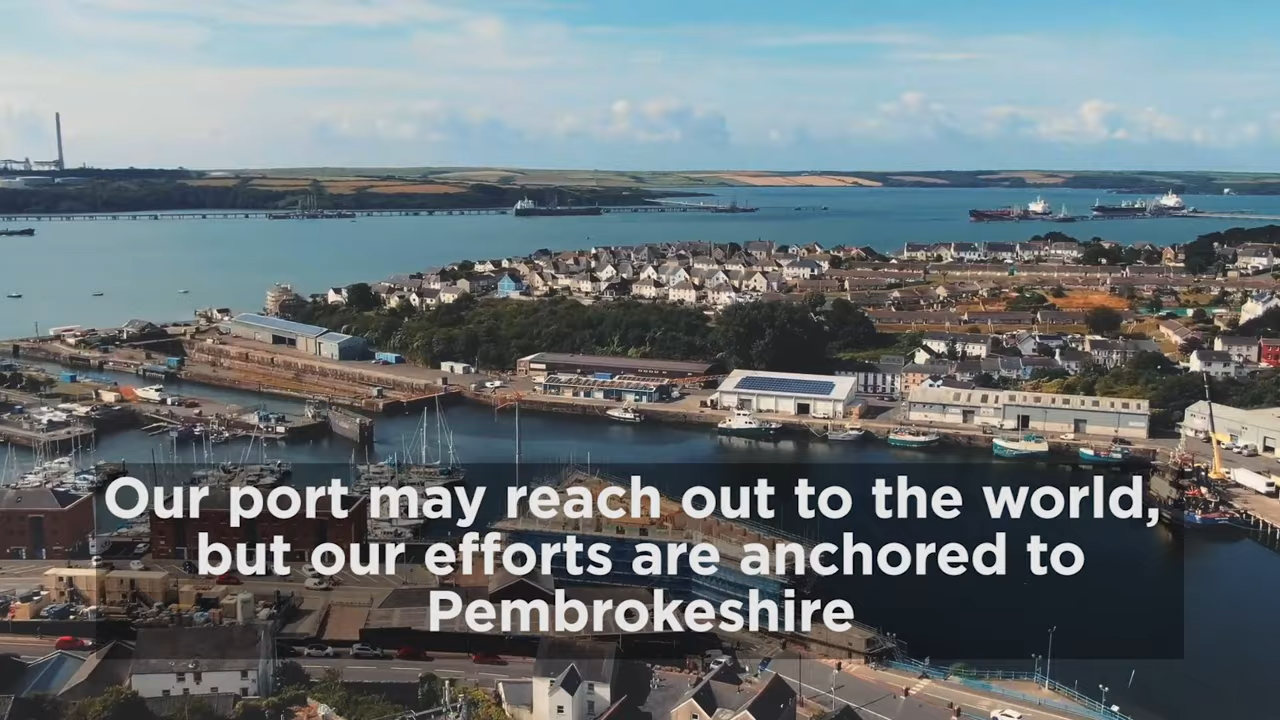 Our port may reach out to the world,
but our efforts are anchored to
Pembrokeshire